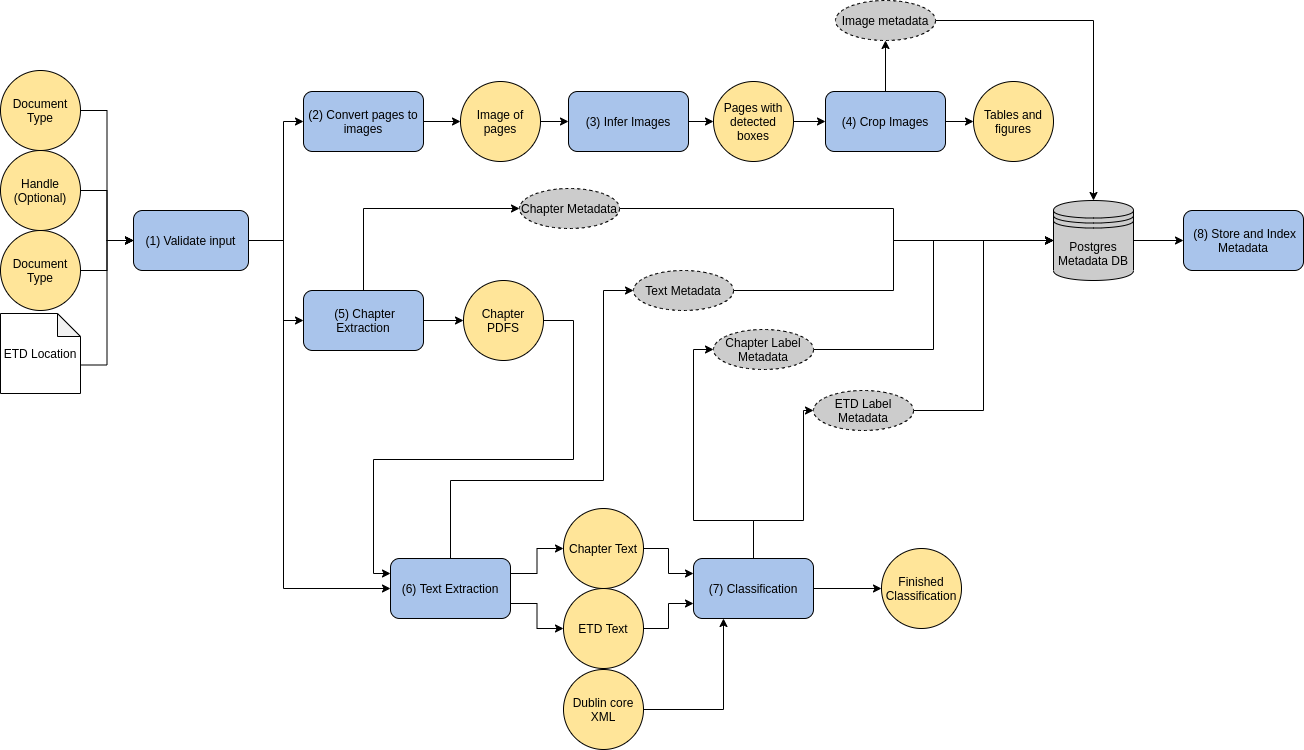 Image metadata
Document
Type
(2) Convert pages to
images
Image of
pages
(3) Infer Images
Pages with
detected
boxes
(4) Crop Images
Tables and
figures
Handle
(Optional)
Chapter Metadata
(1) Validate input
Postgres
Metadata DB
(8) Store and Index
Metadata
Document
Type
Text Metadata
(5) Chapter
Extraction
Chapter
PDFS
ETD Location
Chapter Label
Metadata
ETD Label
Metadata
Chapter Text
(6) Text Extraction
(7) Classification
Finished
Classification
ETD Text
Dublin core
XML